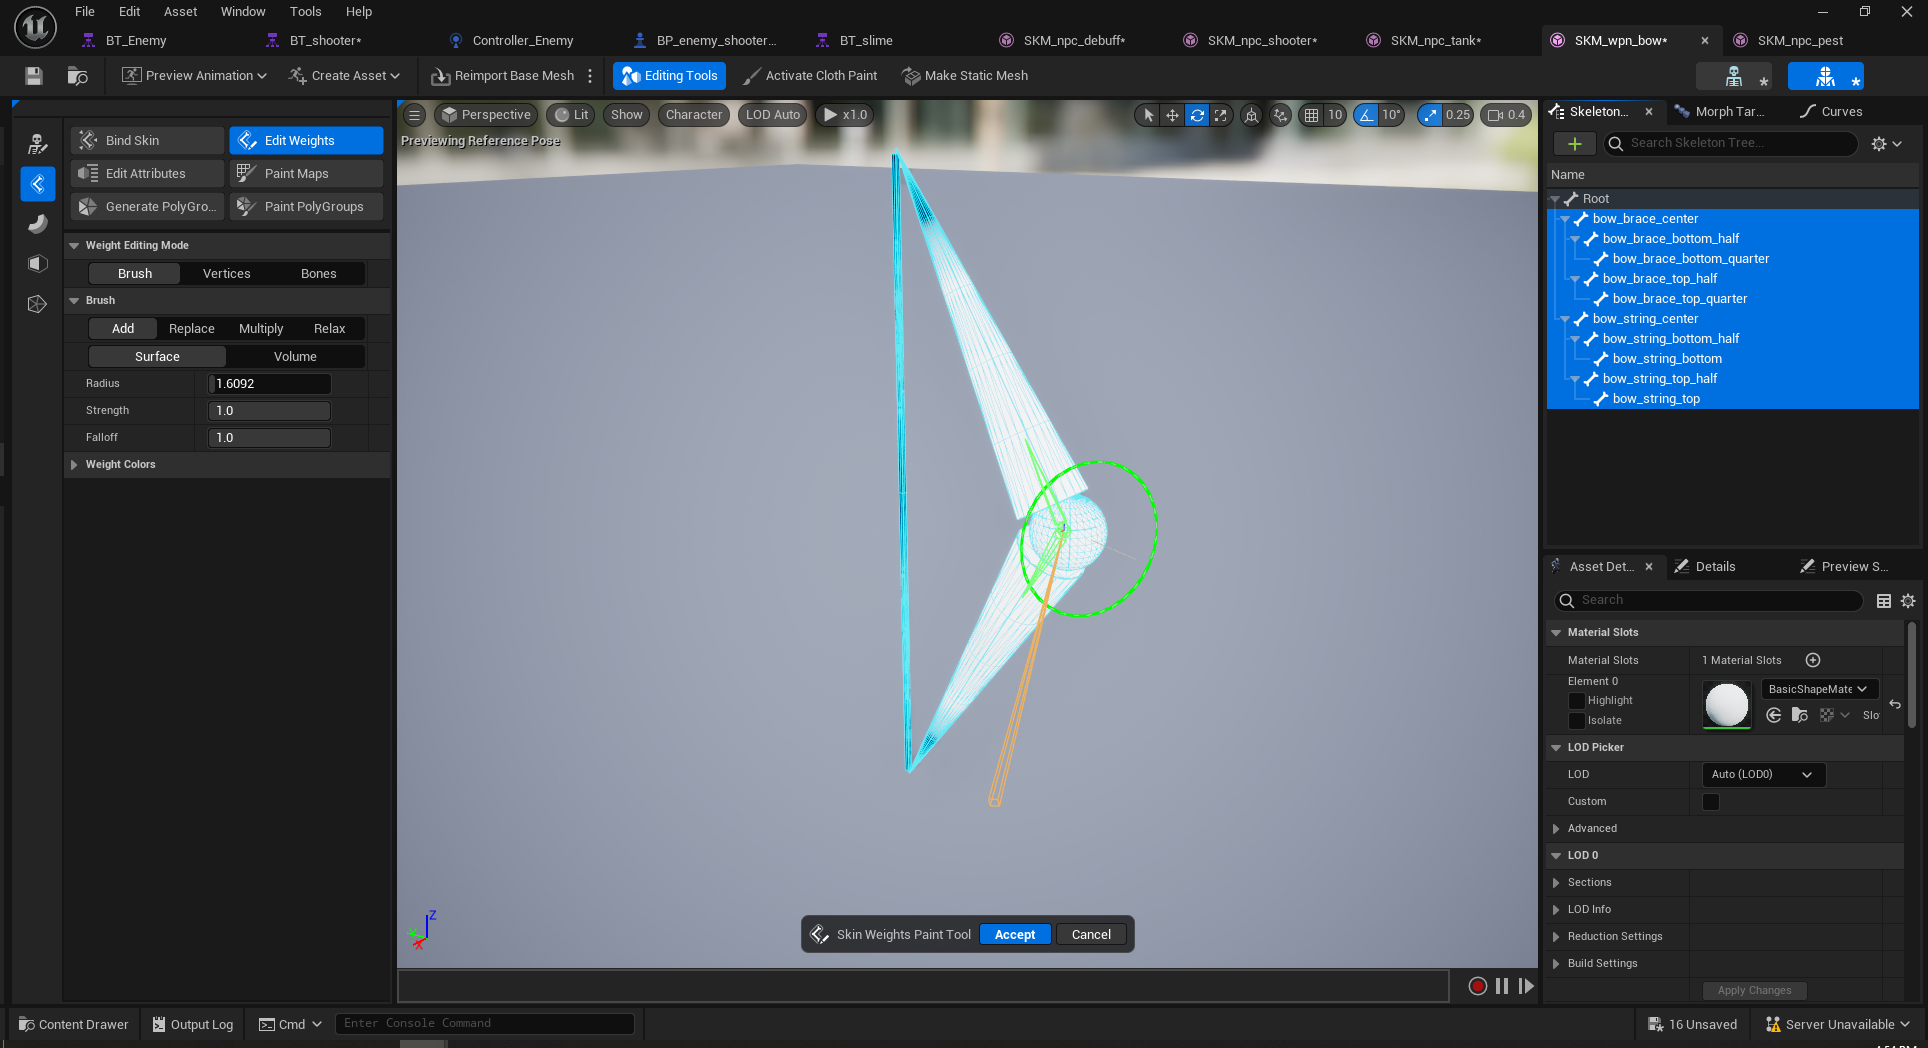 File Edit Asset Window Tools Help
BT_Enemy BT_shooter* Controller_Enemy BP_enemy_shooter... BT_slime SKM_npc_debuff* SKM_npc_shooter* SKM_npc_tank* SKM_wpn_bow* SKM_npc_pest
Preview Animation Create Asset Reimport Base Mesh Editing Tools Activate Cloth Paint Make Static Mesh
Bind Skin Edit Weights
Edit Attributes Paint Maps
Generate PolyGro... Paint PolyGroups
Weight Editing Mode
Brush Vertices Bones
Brush
Add Replace Multiply Relax
Surface Volume
Radius 1.6092
Strength 1.0
Falloff 1.0
Weight Colors
Perspective Lit Show Character LOD Auto x1.0 10 10° 0.25 0.4
Previewing Reference Pose
Z
X
Skin Weights Paint Tool Accept Cancel
Skeleton... Morph Tar... Curves
Search Skeleton Tree...
Name
Root
bow_brace_center
bow_brace_bottom_half
bow_brace_bottom_quarter
bow_brace_top_half
bow_brace_top_quarter
bow_string_center
bow_string_bottom_half
bow_string_bottom
bow_string_top_half
bow_string_top
Asset Det... Details Preview S...
Search
Material Slots
Material Slots 1 Material Slots
Element 0
Highlight
Isolate
BasicShapeMate
Slo
LOD Picker
LOD Auto (LOD0)
Custom
Advanced
LOD 0
Sections
LOD Info
Reduction Settings
Build Settings
Apply Changes
Content Drawer Output Log Cmd Enter Console Command 16 Unsaved Server Unavailable